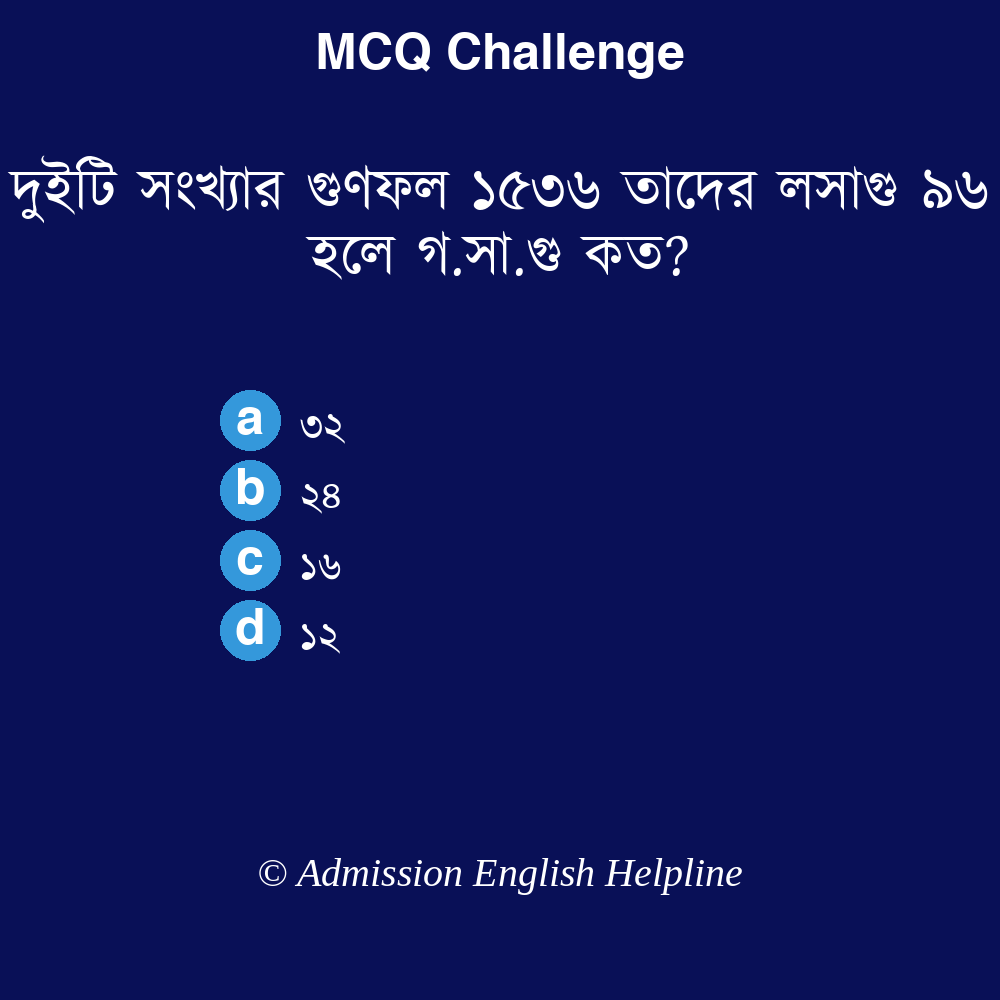 MCQ Challenge
দুইটি সংখ্যার গুণফল ১৫৩৬ তাদের লসাগু ৯৬
হলে গ.সা.গু কত?
a ৩২
b ২৪
c ১৬
d ১২
© Admission English Helpline